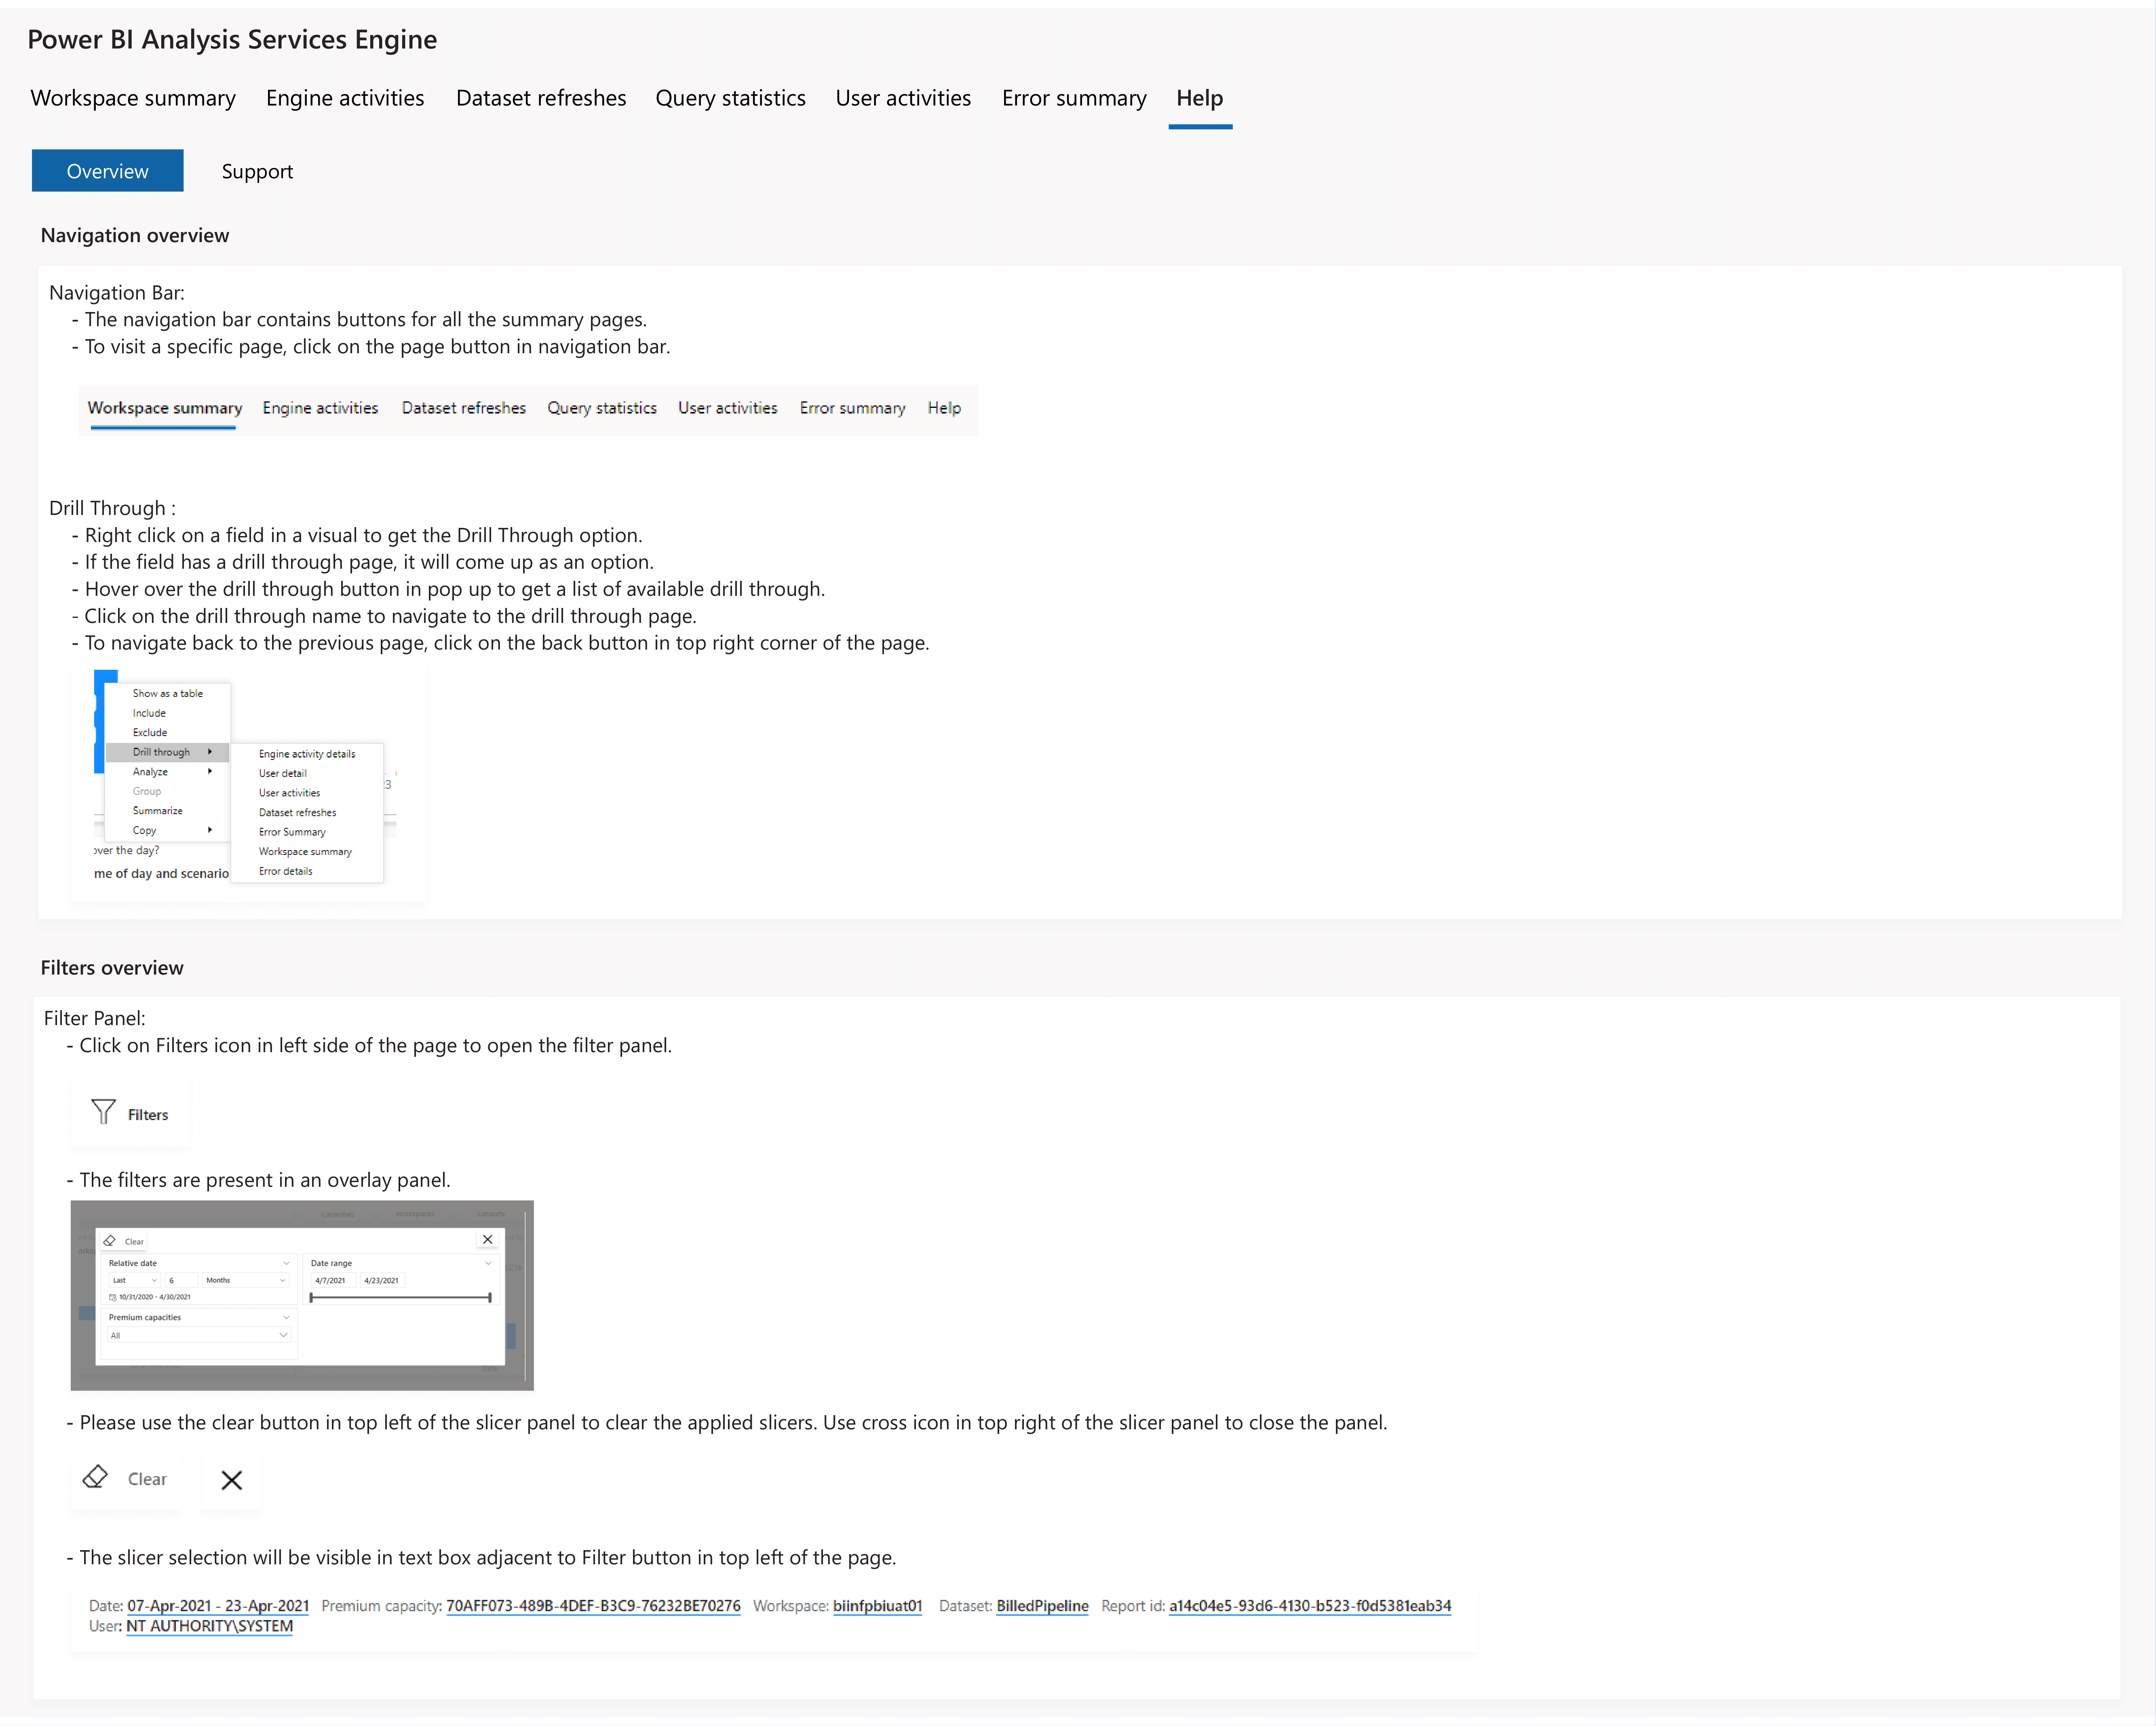 Power BI Analysis Services Engine
Workspace summary Engine activities Dataset refreshes Query statistics User activities Error summary Help
Overview Support
Navigation overview
Navigation Bar:
- The navigation bar contains buttons for all the summary pages.
- To visit a specific page, click on the page button in navigation bar.
Workspace summary Engine activities Dataset refreshes Query statistics User activities Error summary Help
Drill Through :
- Right click on a field in a visual to get the Drill Through option.
- If the field has a drill through page, it will come up as an option.
- Hover over the drill through button in pop up to get a list of available drill through.
- Click on the drill through name to navigate to the drill through page.
- To navigate back to the previous page, click on the back button in top right corner of the page.
Show as a table
Include
Exclude
Drill through
Analyze
Group
Summarize
Copy
Engine activity details
User detail
User activities
Dataset refreshes
Error Summary
Workspace summary
Error details
over the day?
me of day and scenario
Filters overview
Filter Panel:
- Click on Filters icon in left side of the page to open the filter panel.
Filters
- The filters are present in an overlay panel.
Capacities Workspaces Datasets
Clear
Relative date
Last 6 Months
10/31/2020 - 4/30/2021
Date range
4/7/2021 4/23/2021
Premium capacities
All
- Please use the clear button in top left of the slicer panel to clear the applied slicers. Use cross icon in top right of the slicer panel to close the panel.
Clear
- The slicer selection will be visible in text box adjacent to Filter button in top left of the page.
Date: 07-Apr-2021 - 23-Apr-2021 Premium capacity: 70AFF073-489B-4DEF-B3C9-76232BE70276 Workspace: biinfpbiuat01 Dataset: BilledPipeline Report id: a14c04e5-93d6-4130-b523-f0d5381eab34
User: NT AUTHORITY\SYSTEM